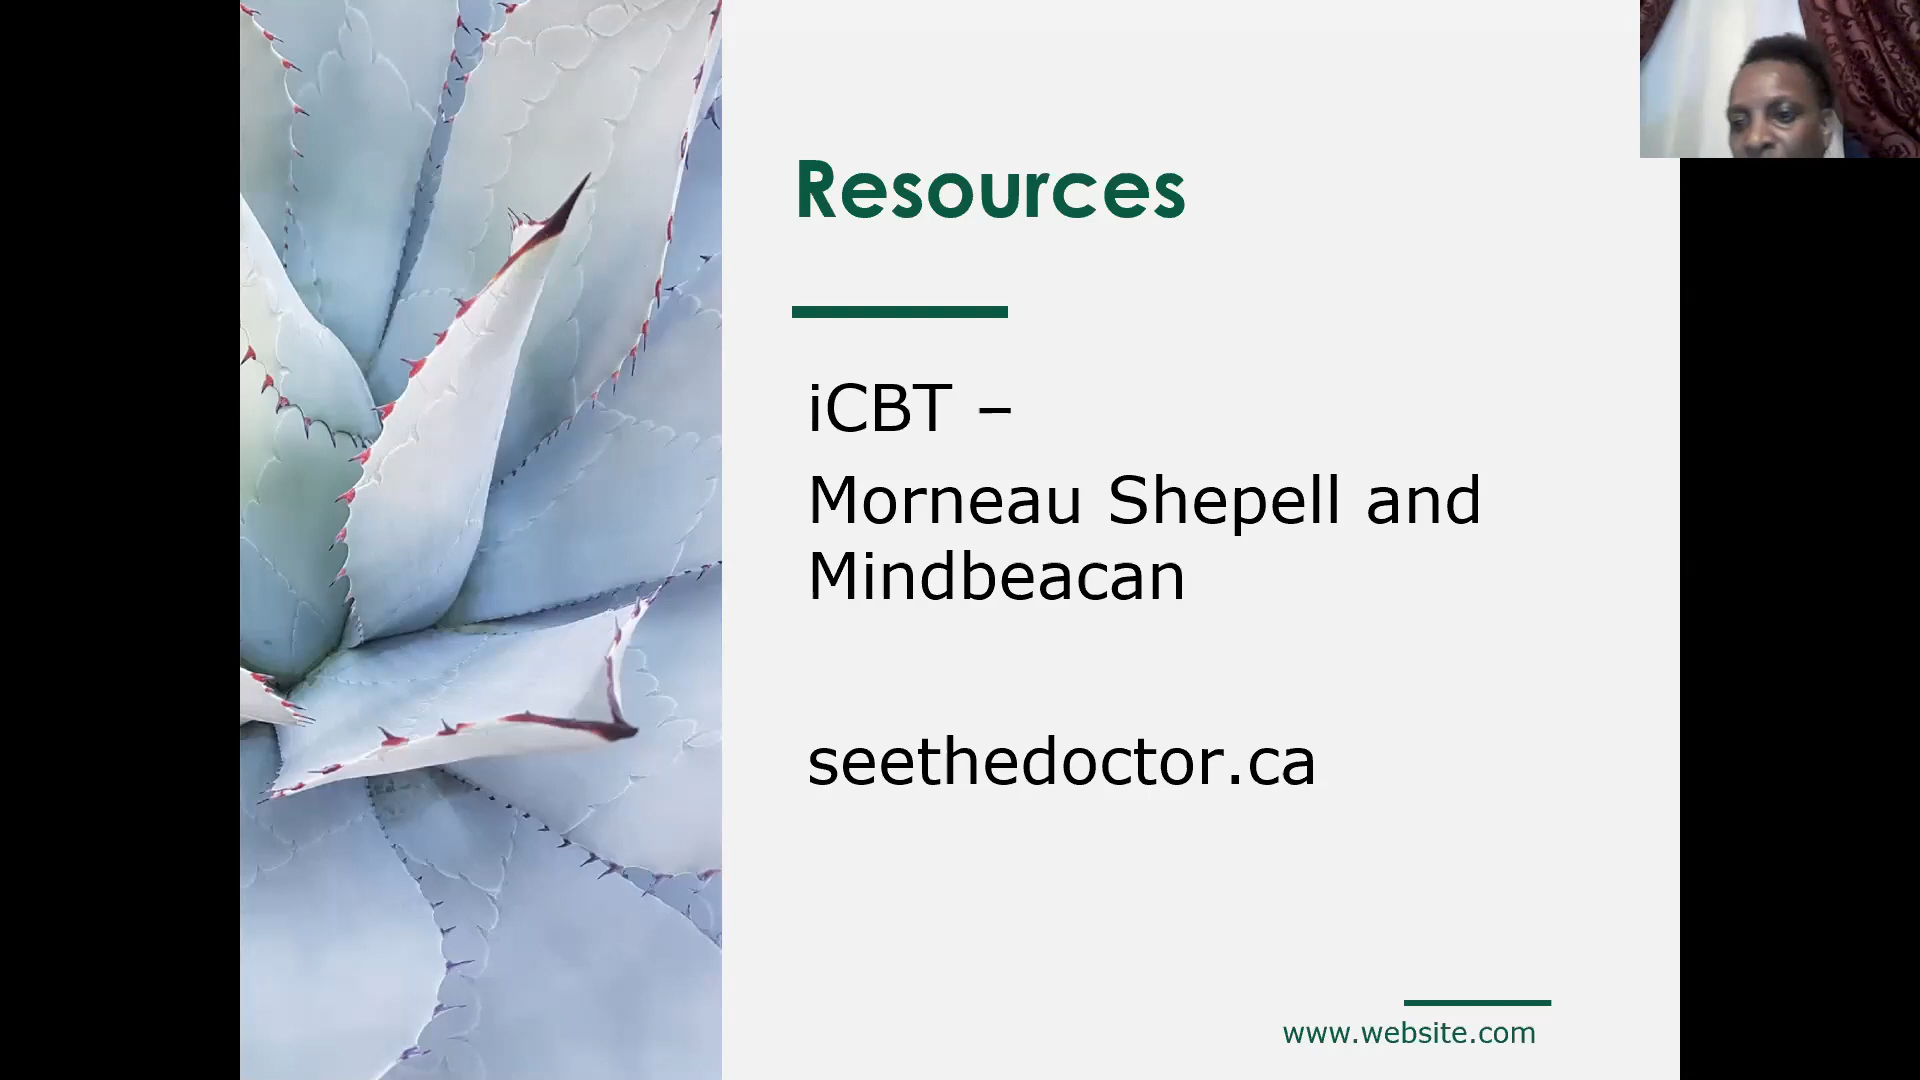 Resources
iCBT –
Morneau Shepell and
Mindbeacan
seethedoctor.ca
www.website.com